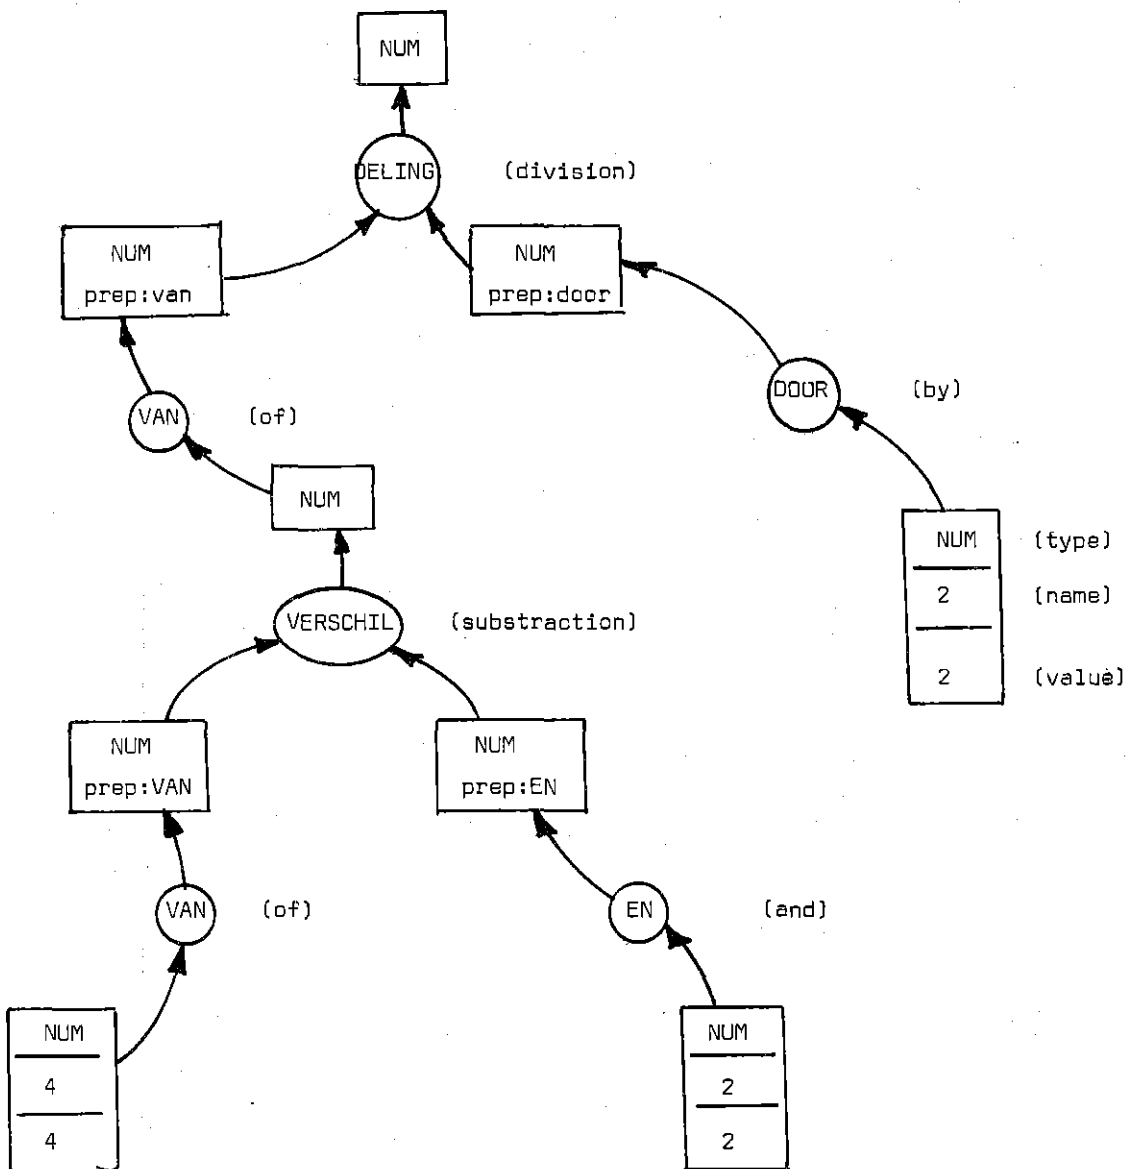 NUM
DELING (division)
NUM
prep:van
NUM
prep:door
DOOR (by)
VAN (of)
NUM
NUM (type)
2 (name)
2 (value)
VERSCHIL (substraction)
NUM
prep:VAN
NUM
prep:EN
VAN (of)
EN (and)
NUM
4
4
NUM
2
2